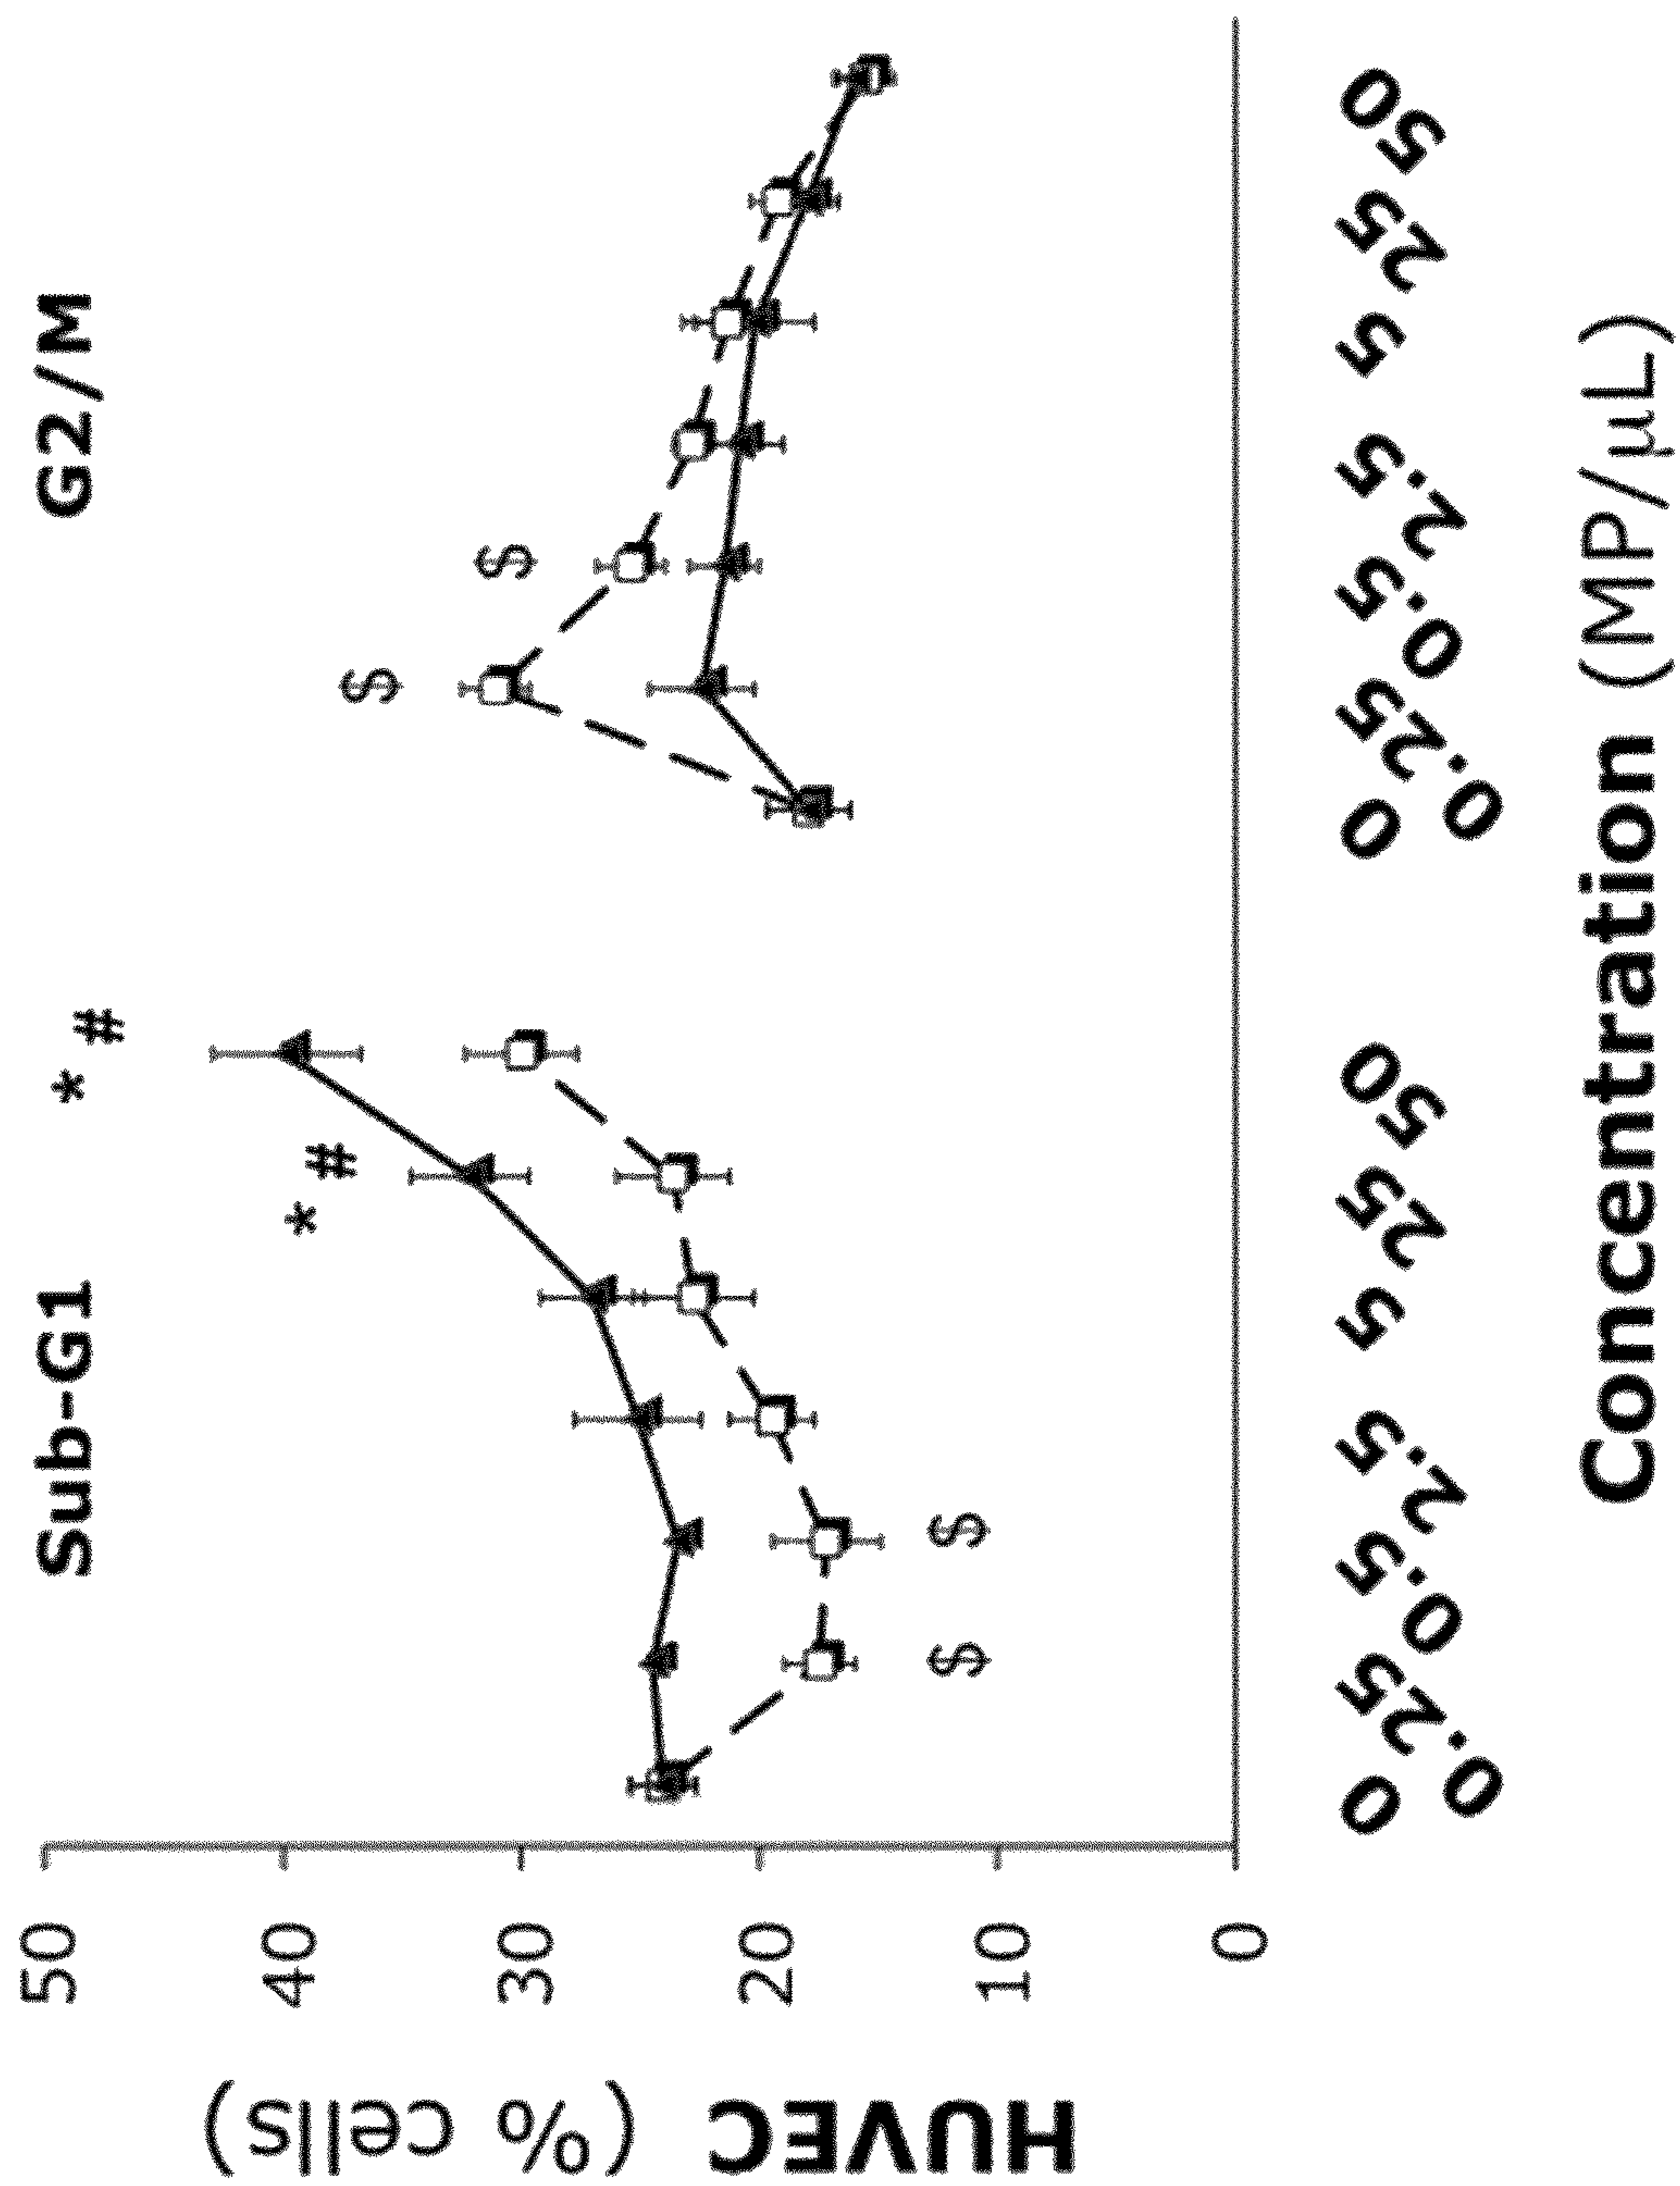 Sub-G1 G2/M
* #
* #
$ $
$ $
50
40
30
20
10
0
HUVEC (% cells)
0 0.25 0.5 2.5 5 25 50 0 0.25 0.5 2.5 5 25 50
Concentration (MP/μL)